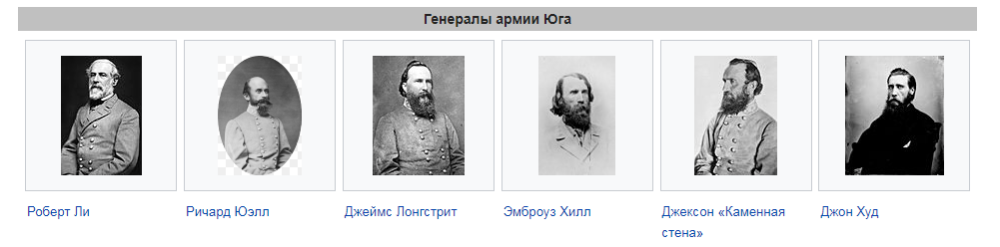 Генералы армии Юга
Роберт Ли
Ричард Юэлл
Джеймс Лонгстрит
Эмброуз Хилл
Джексон «Каменная
стена»
Джон Худ